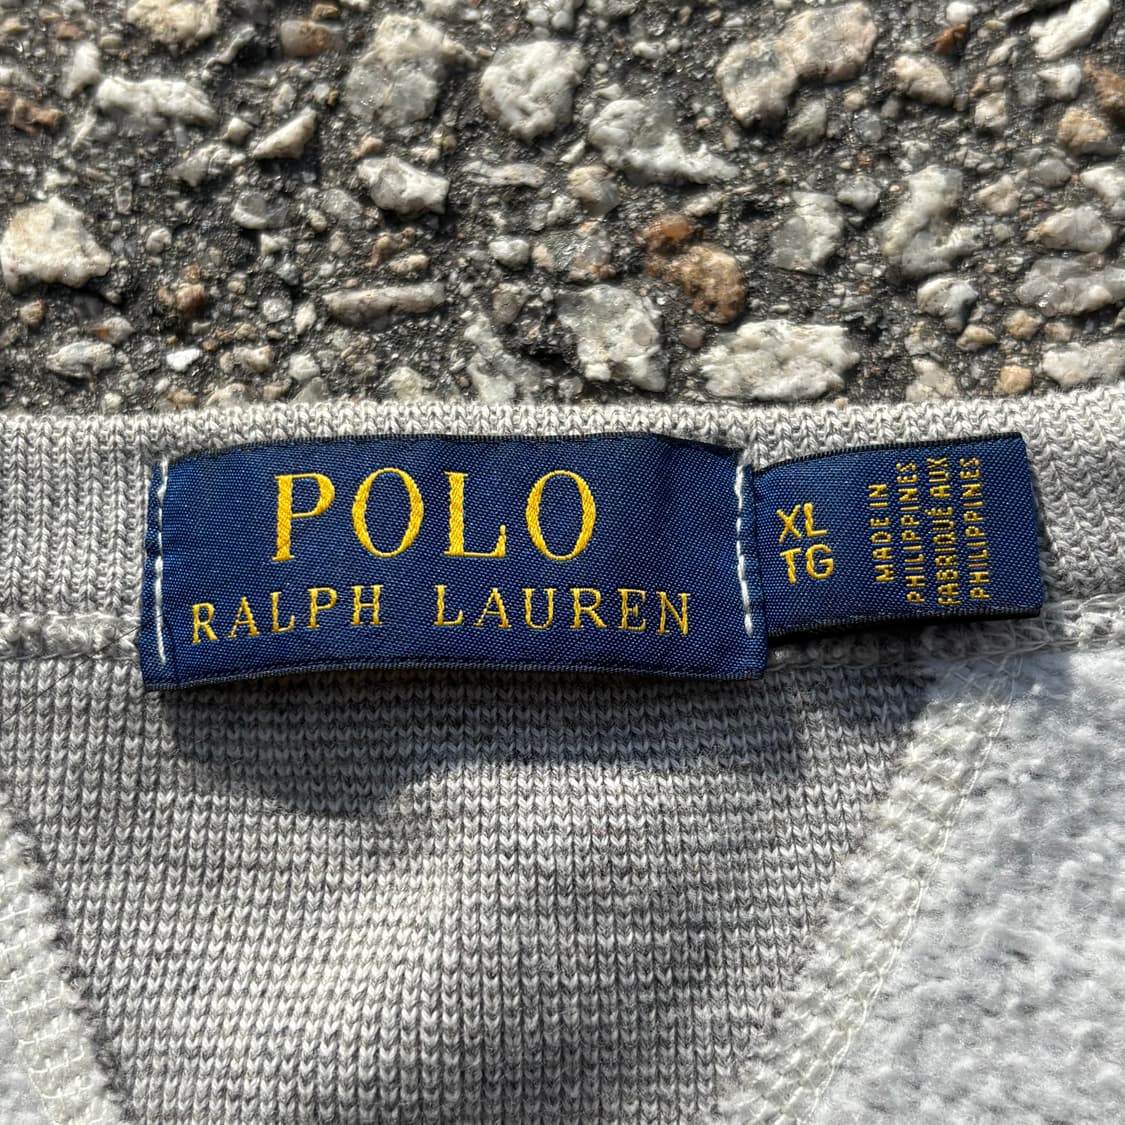 POLO
RALPH LAUREN
XL
TG
MADE IN
PHILIPPINES
FABRIQUÉ AUX
PHILIPPINES